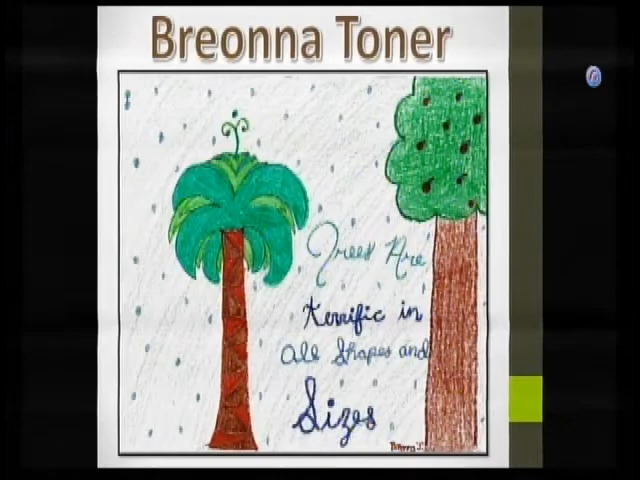 Breonna Toner
Trees Are
Terrific in
All Shapes and
Sizes